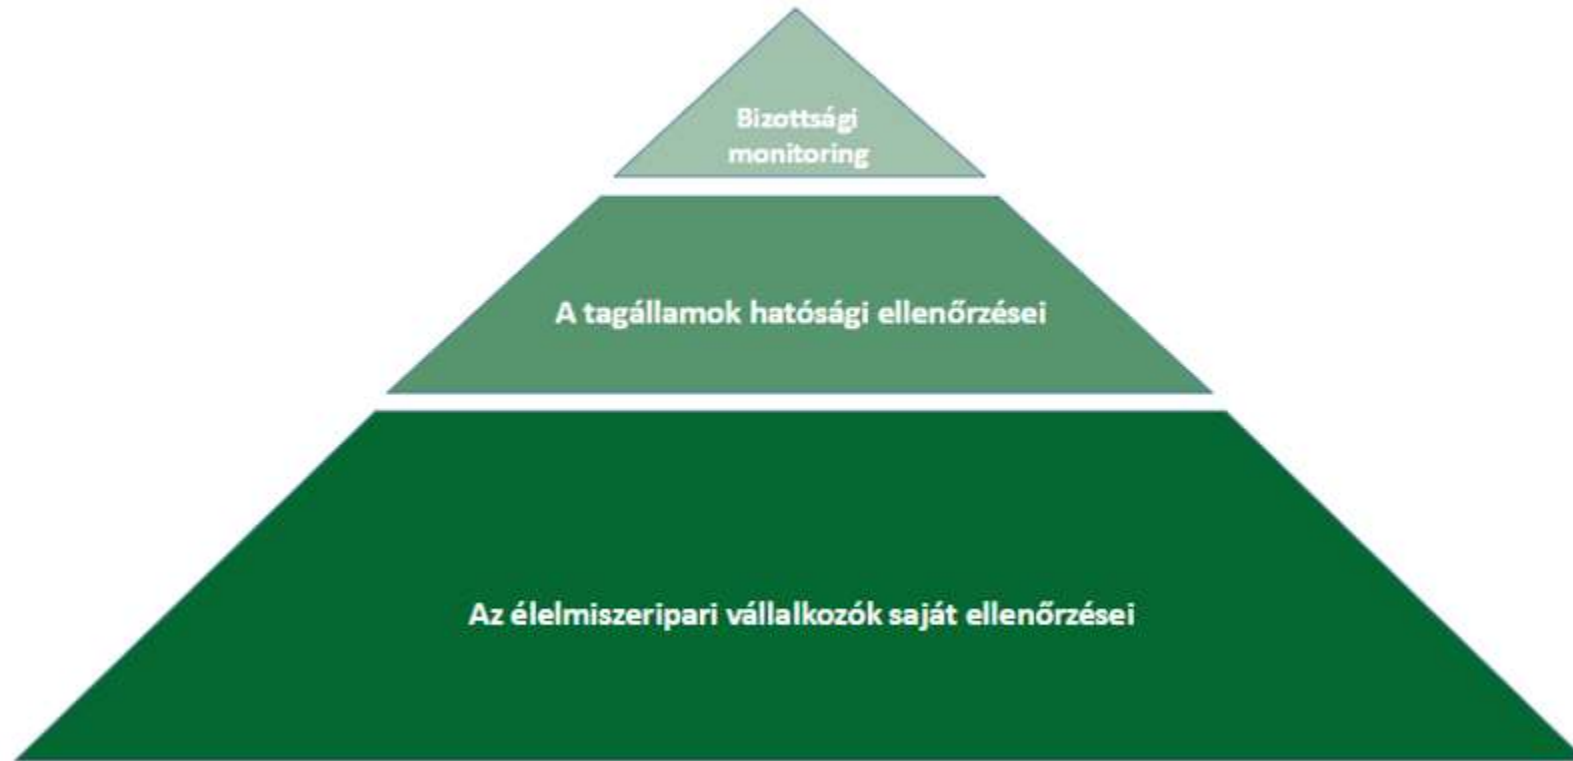 Bizottsági
monitoring
A tagállamok hatósági ellenőrzései
Az élelmiszeripari vállalkozók saját ellenőrzései